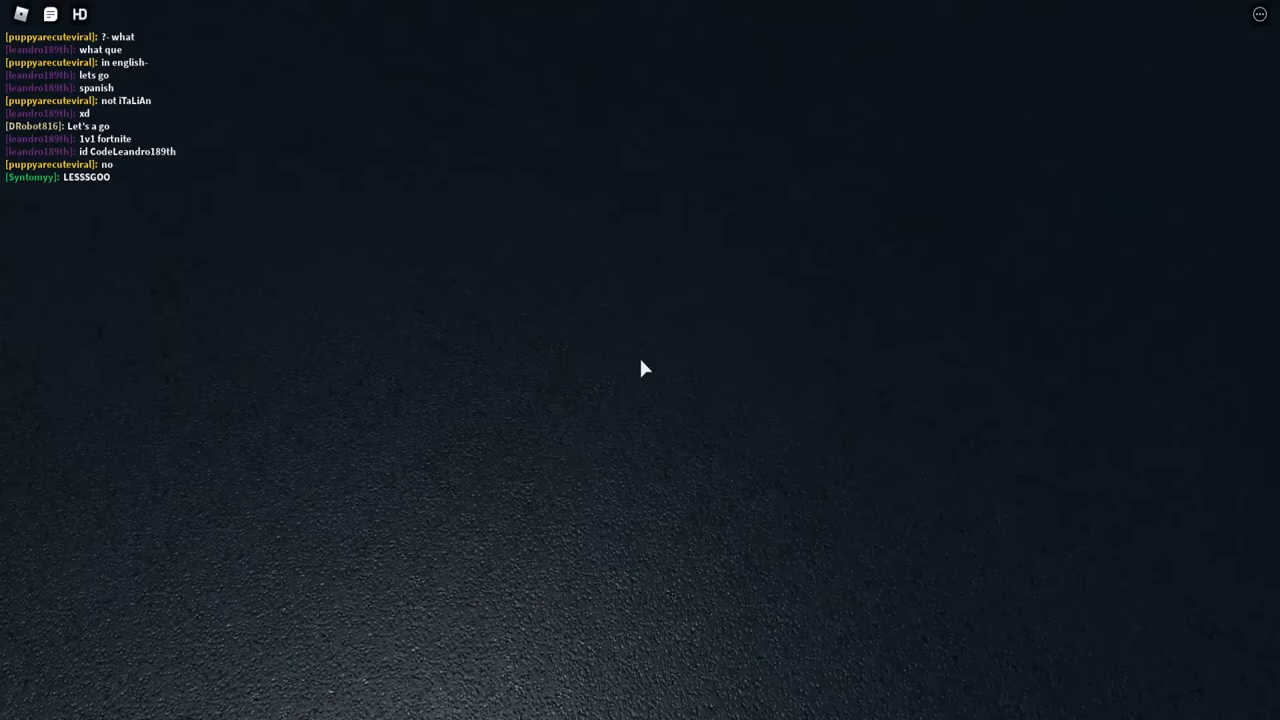 HD
[puppyarecuteviral]: ?- what
[leandro189th]: what que
[puppyarecuteviral]: in english-
[leandro189th]: lets go
[leandro189th]: spanish
[puppyarecuteviral]: not iTaLiAn
[leandro189th]: xd
[DRobot816]: Let's a go
[leandro189th]: 1v1 fortnite
[leandro189th]: id CodeLeandro189th
[puppyarecuteviral]: no
[Syntomyy]: LESSSGOO